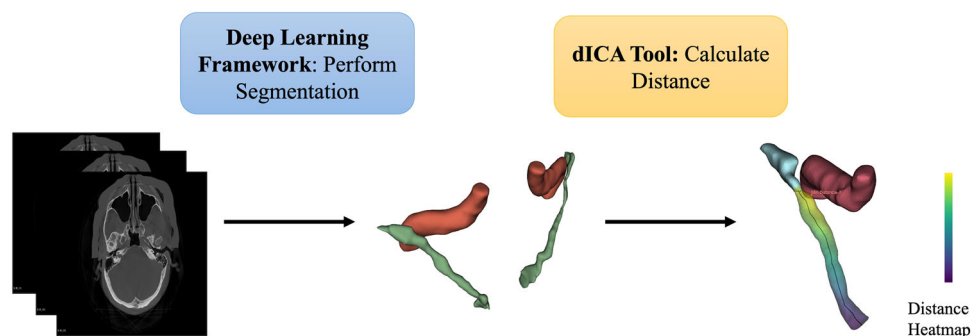 Deep Learning
Framework: Perform
Segmentation
dICA Tool: Calculate
Distance
Distance
Heatmap